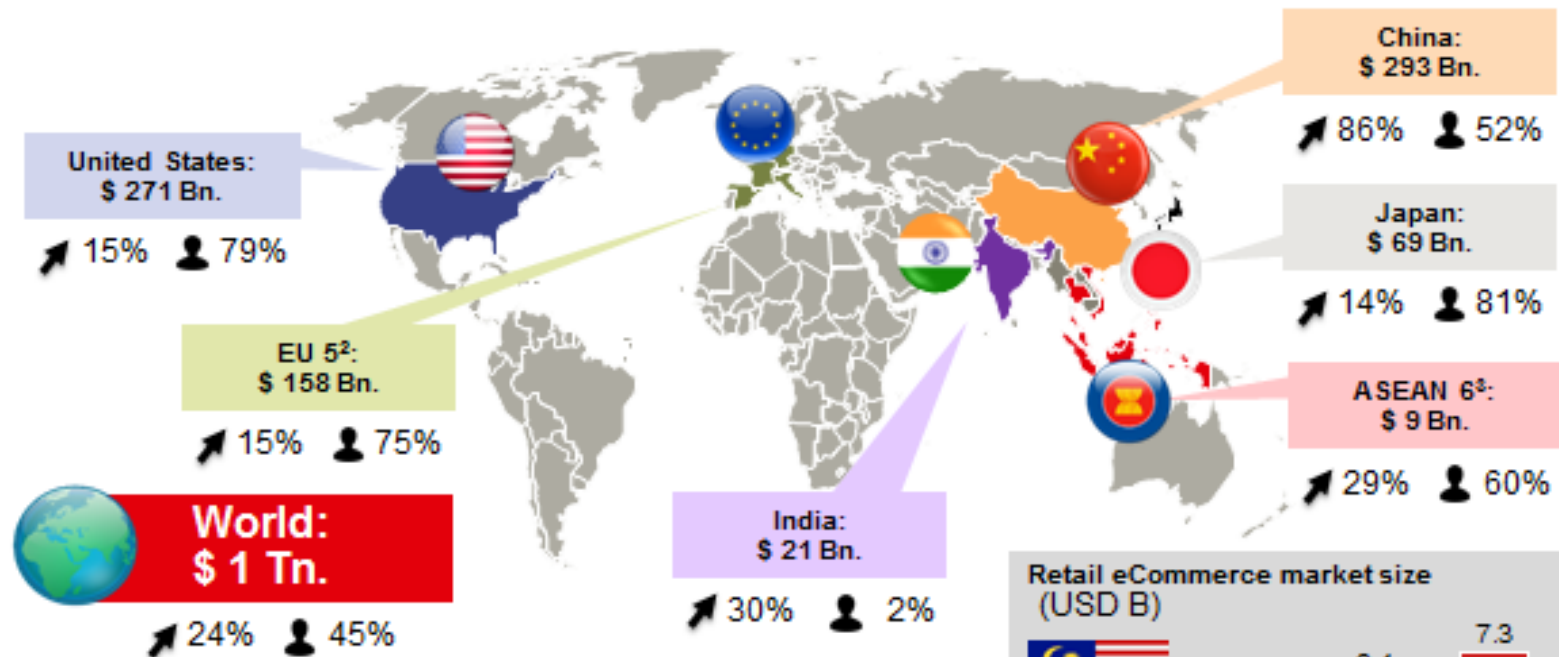 China:
$ 293 Bn.
86% 52%
United States:
$ 271 Bn.
15% 79%
Japan:
$ 69 Bn.
14% 81%
EU 5²:
$ 158 Bn.
15% 75%
ASEAN 6³:
$ 9 Bn.
29% 60%
World:
$ 1 Tn.
24% 45%
India:
$ 21 Bn.
30% 2%
Retail eCommerce market size
(USD B)
7.3